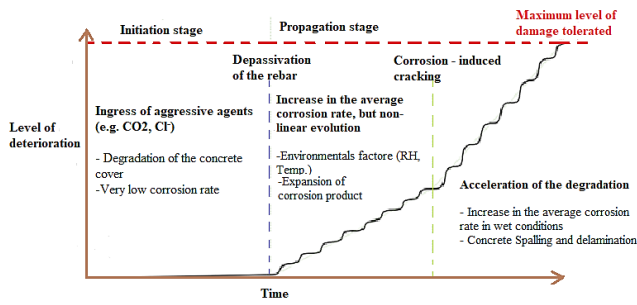 Initiation stage
Propagation stage
Maximum level of
damage tolerated
Depassivation
of the rebar
Corrosion - induced
cracking
Ingress of aggressive agents
(e.g. CO2, Cl-)
- Degradation of the concrete
cover
- Very low corrosion rate
Increase in the average
corrosion rate, but non-
linear evolution
-Environmentals factore (RH,
Temp.)
-Expansion of
corrosion product
Level of
deterioration
Acceleration of the degradation
- Increase in the average corrosion
rate in wet conditions
- Concrete Spalling and delamination
Time